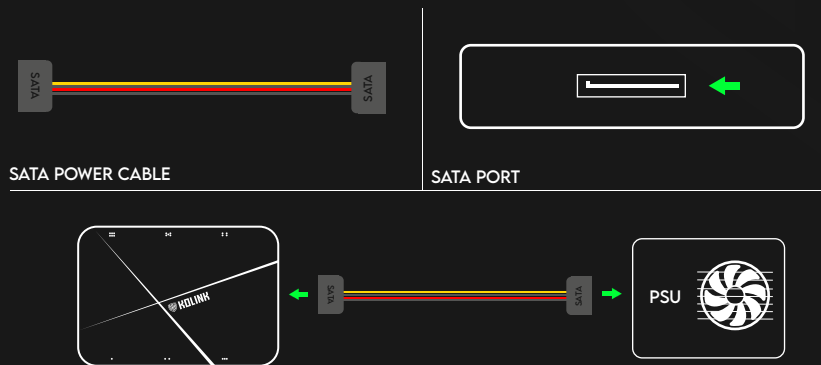 SATA
SATA
SATA POWER CABLE
SATA PORT
KOLINK
SATA
SATA
PSU